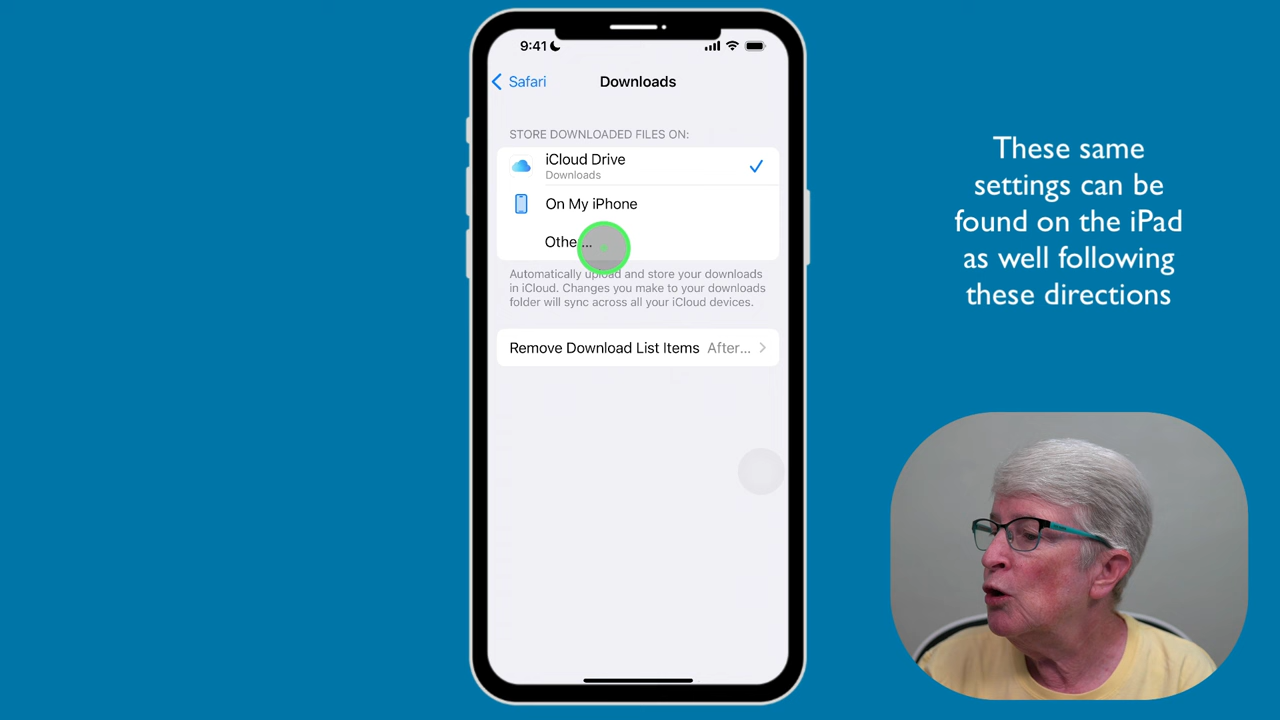 9:41
Safari
Downloads
STORE DOWNLOADED FILES ON:
iCloud Drive
Downloads
On My iPhone
Othe...
Automatically upload and store your downloads
in iCloud. Changes you make to your downloads
folder will sync across all your iCloud devices.
Remove Download List Items After...
These same
settings can be
found on the iPad
as well following
these directions